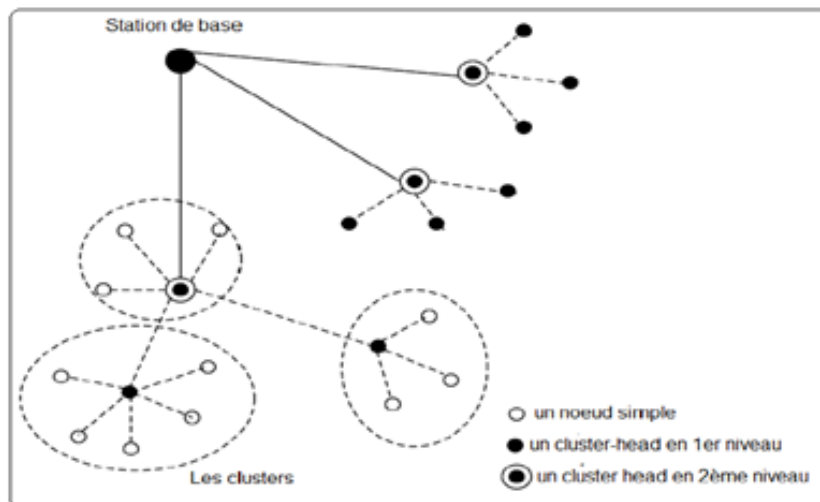 Station de base
un noeud simple
un cluster-head en 1er niveau
un cluster head en 2ème niveau
Les clusters